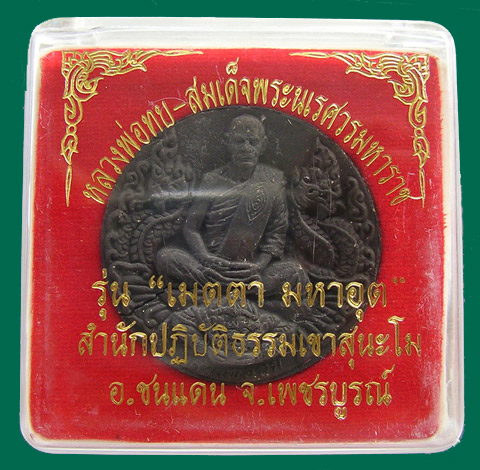 หลวงพ่อทบ-สมเด็จพระนเรศวรมหาราช
รุ่น "เมตตา มหาอุต"
สำนักปฏิบัติธรรมเขาสุนะโม
อ.ชนแดน จ.เพชรบูรณ์